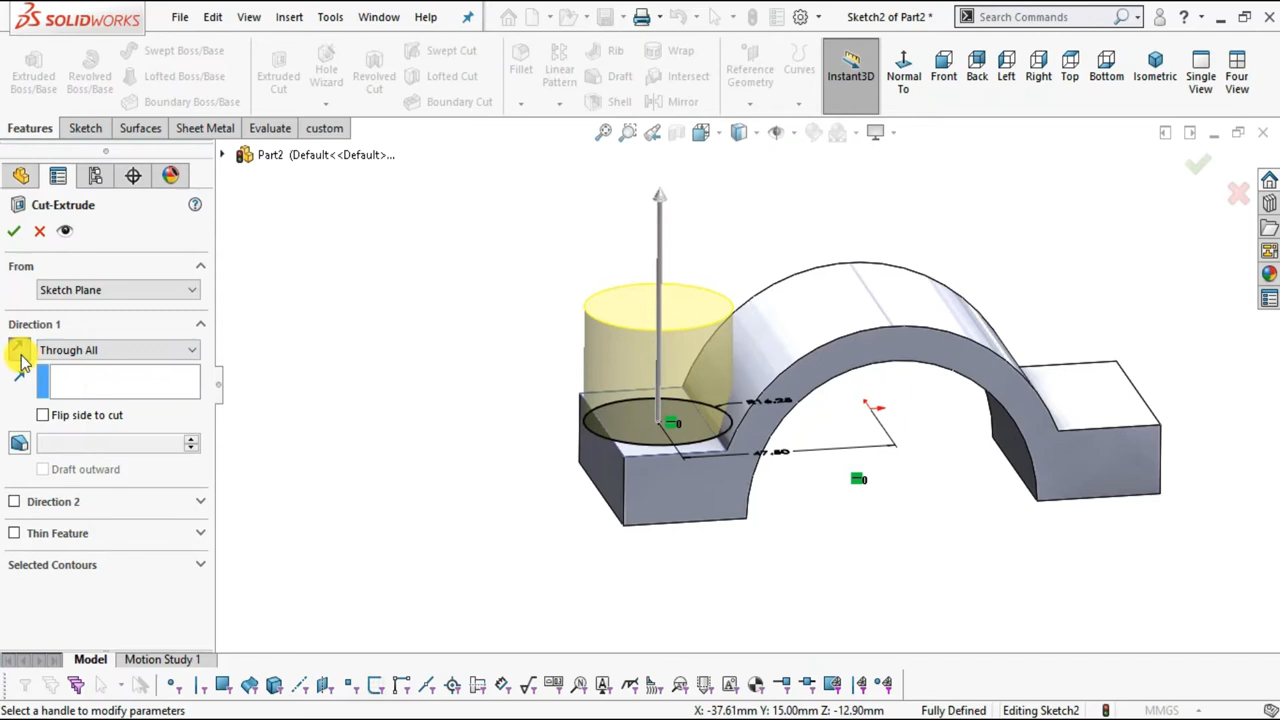 SOLIDWORKS File Edit View Insert Tools Window Help Sketch2 of Part2 * Search Commands ?
Extruded Boss/Base
Revolved Boss/Base
Swept Boss/Base
Lofted Boss/Base
Boundary Boss/Base
Extruded Cut
Hole Wizard
Revolved Cut
Swept Cut
Lofted Cut
Boundary Cut
Fillet
Linear Pattern
Rib
Draft
Shell
Wrap
Intersect
Mirror
Reference Geometry
Curves
Instant3D
Normal To
Front
Back
Left
Right
Top
Bottom
Isometric
Single View
Four View
Features Sketch Surfaces Sheet Metal Evaluate custom
Part2 (Default<<Default>...
Cut-Extrude
From
Sketch Plane
Direction 1
Through All
Flip side to cut
Draft outward
Direction 2
Thin Feature
Selected Contours
R16.25
47.50
0
0
Model Motion Study 1
Select a handle to modify parameters X: -37.61mm Y: 15.00mm Z: -12.90mm Fully Defined Editing Sketch2 MMGS